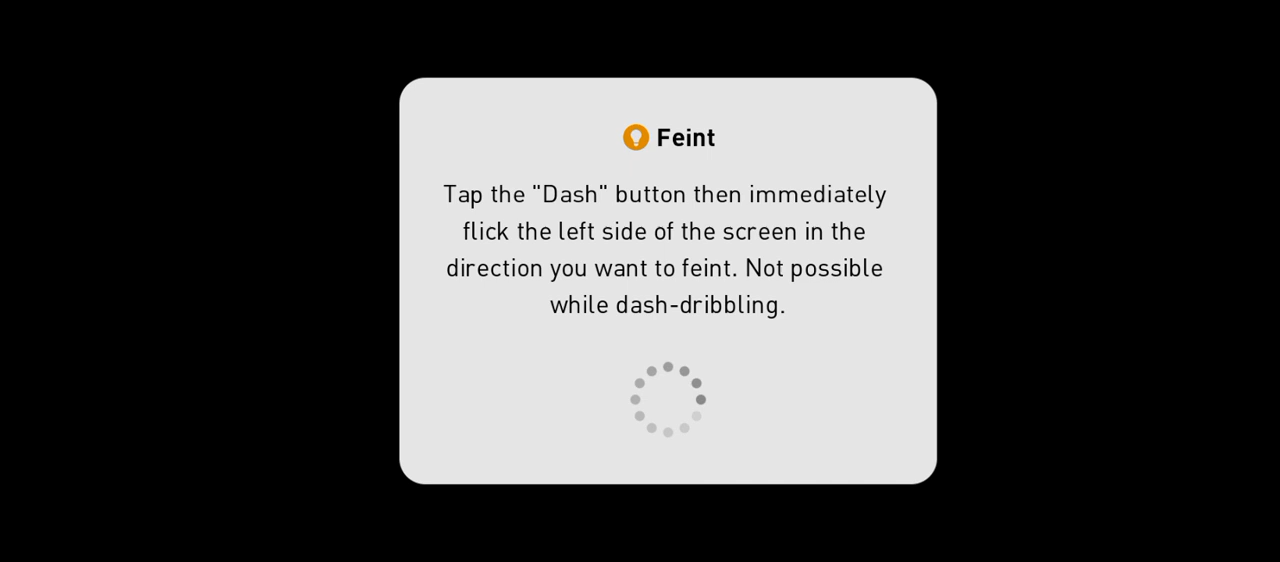 Feint
Tap the "Dash" button then immediately
flick the left side of the screen in the
direction you want to feint. Not possible
while dash-dribbling.